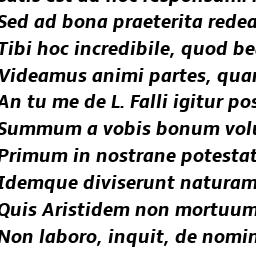 Sed ad bona praeterita redea
Tibi hoc incredibile, quod be
Videamus animi partes, quar
An tu me de L. Falli igitur pos
Summum a vobis bonum volu
Primum in nostrane potestat
Idemque diviserunt naturam
Quis Aristidem non mortuum
Non laboro, inquit, de nomin